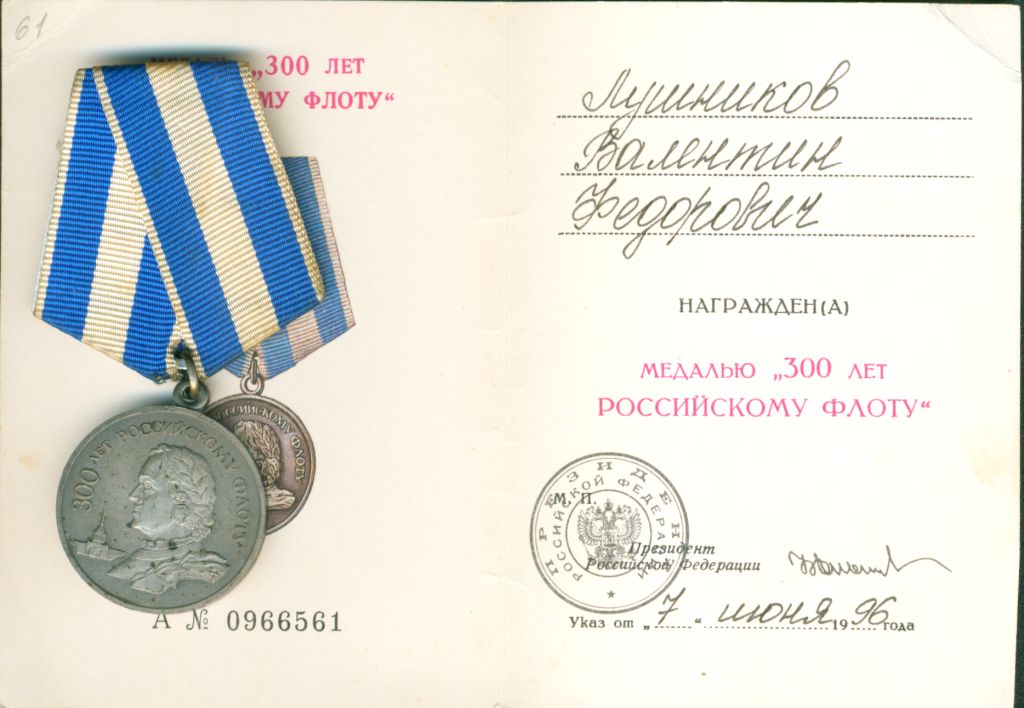 61
„300 ЛЕТ
МУ ФЛОТУ“
300 ЛЕТ РОССИЙСКОМУ ФЛОТУ
РОССИЙСКОМУ ФЛОТУ
А № 0966561
Лушников
Валентин
Федорович
НАГРАЖДЕН(А)
МЕДАЛЬЮ „300 ЛЕТ
РОССИЙСКОМУ ФЛОТУ“
ПРЕЗИДЕН
РОССИЙСКОЙ ФЕДЕРАЦИИ
М. П.
Президент
Российской Федерации
Указ от „7“ июня 1996 года